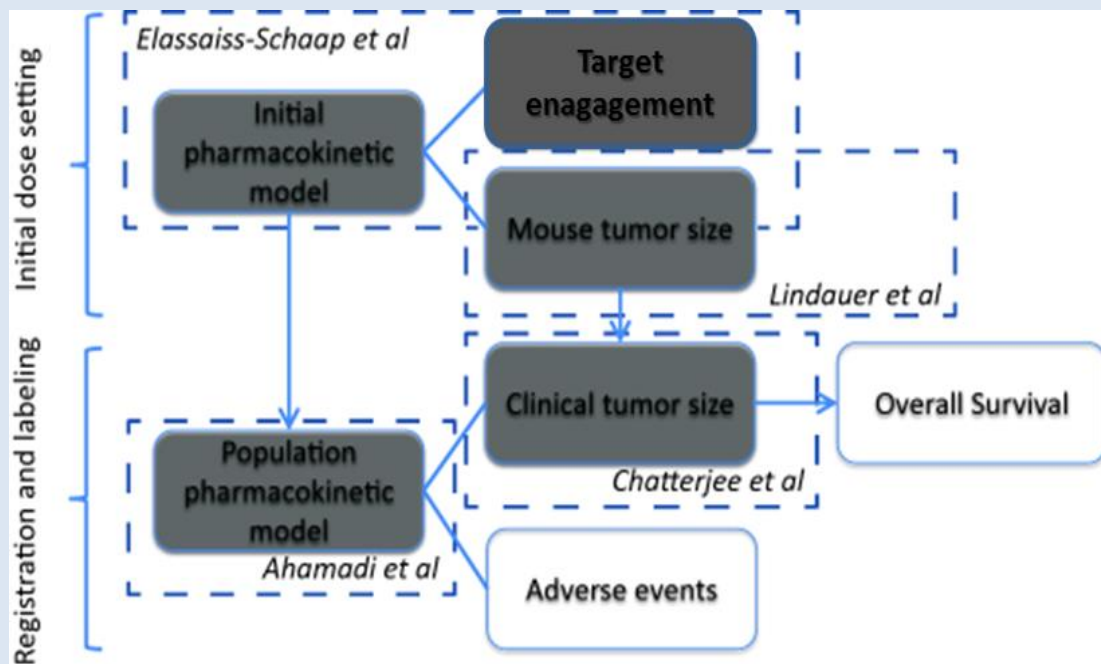 Initial dose setting
Elassaiss-Schaap et al
Target
enagagement
Initial
pharmacokinetic
model
Mouse tumor size
Lindauer et al
Registration and labeling
Clinical tumor size
Overall Survival
Chatterjee et al
Population
pharmacokinetic
model
Ahamadi et al
Adverse events